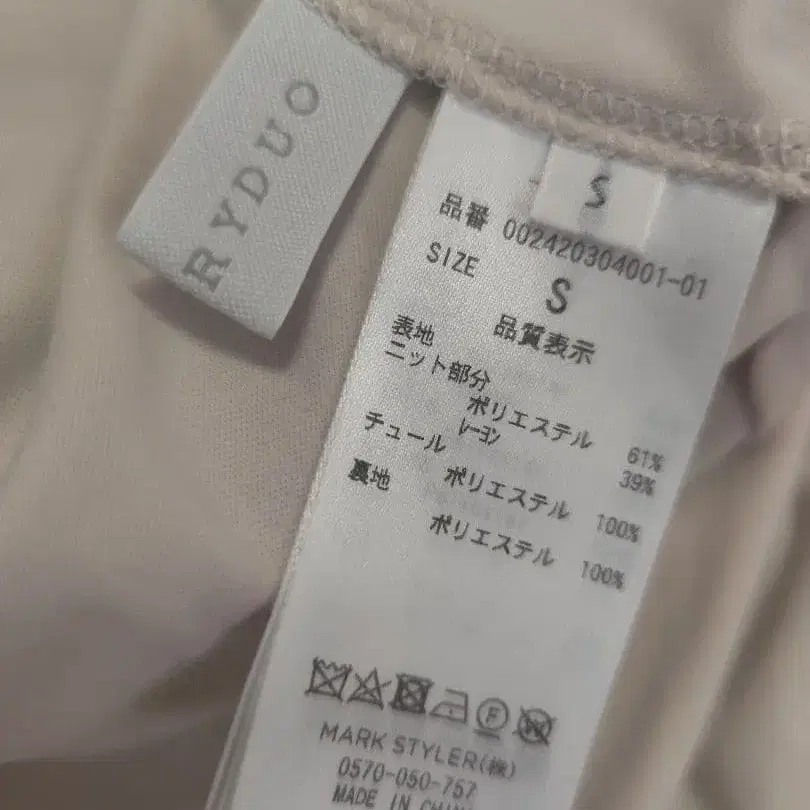 RYDUO
S
品番 002420304001-01
SIZE S
品質表示
表地
ニット部分
ポリエステル 61%
レーヨン 39%
チュール
ポリエステル 100%
裏地
ポリエステル 100%
F
MARK STYLER(株)
0570-050-757
MADE IN